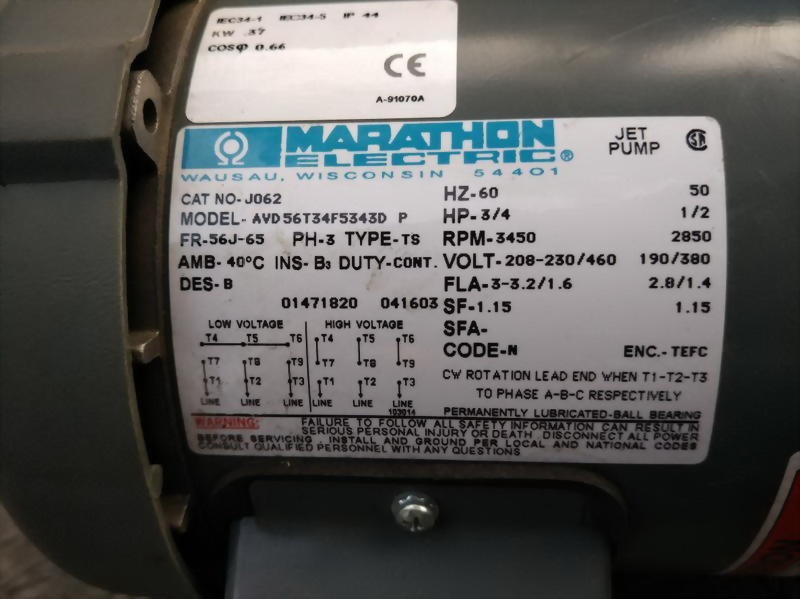 IEC34-1 IEC34-5 IP 44
KW .37
COSφ 0.66
CE
A-91070A
MARATHON
ELECTRIC®
WAUSAU, WISCONSIN 54401
JET
PUMP
SA
CAT NO-J062
MODEL- AVD56T34F5343D P
FR-56J-65 PH-3 TYPE-TS
AMB-40°C INS-B3 DUTY-CONT.
DES-B
01471820 041603
HZ-60 50
HP-3/4 1/2
RPM-3450 2850
VOLT-208-230/460 190/380
FLA-3-3.2/1.6 2.8/1.4
SF-1.15 1.15
SFA-
CODE-N ENC.-TEFC
LOW VOLTAGE HIGH VOLTAGE
T4 T5 T6 T4 T5 T6
T7 T8 T9 T7 T8 T9
T1 T2 T3 T1 T2 T3
LINE LINE LINE LINE LINE LINE
103014
CW ROTATION LEAD END WHEN T1-T2-T3
TO PHASE A-B-C RESPECTIVELY
PERMANENTLY LUBRICATED-BALL BEARING
WARNING: FAILURE TO FOLLOW ALL SAFETY INFORMATION CAN RESULT IN
SERIOUS PERSONAL INJURY OR DEATH. DISCONNECT ALL POWER
BEFORE SERVICING. INSTALL AND GROUND PER LOCAL AND NATIONAL CODES
CONSULT QUALIFIED PERSONNEL WITH ANY QUESTIONS